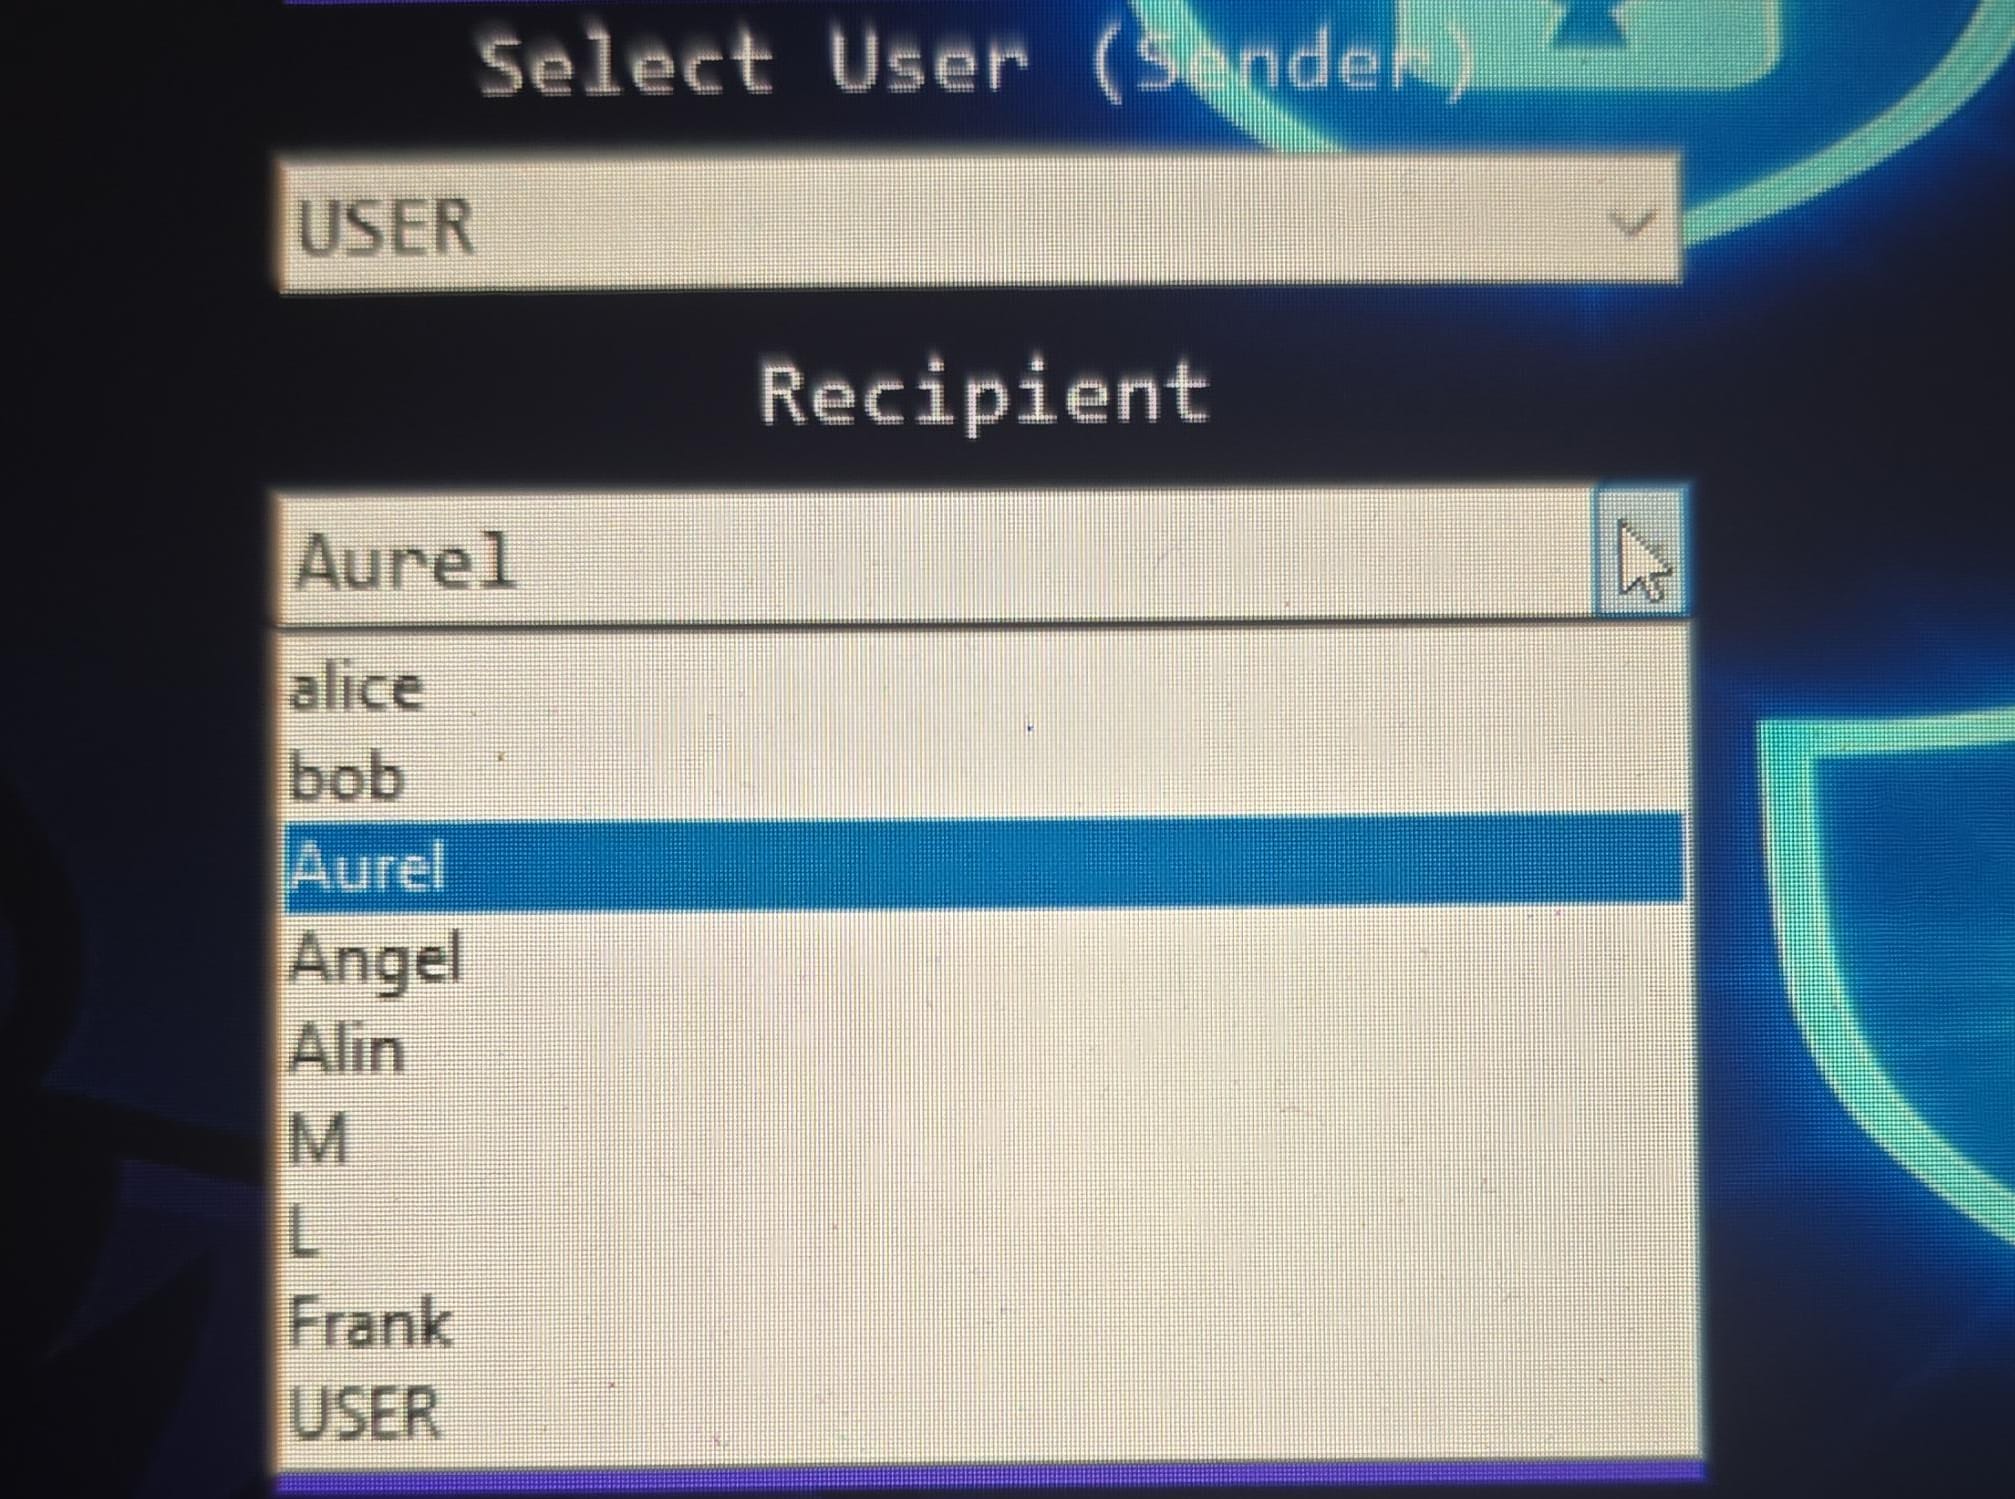 Select User (Sender)
USER
Recipient
Aurel
alice
bob
Aurel
Angel
Alin
M
L
Frank
USER